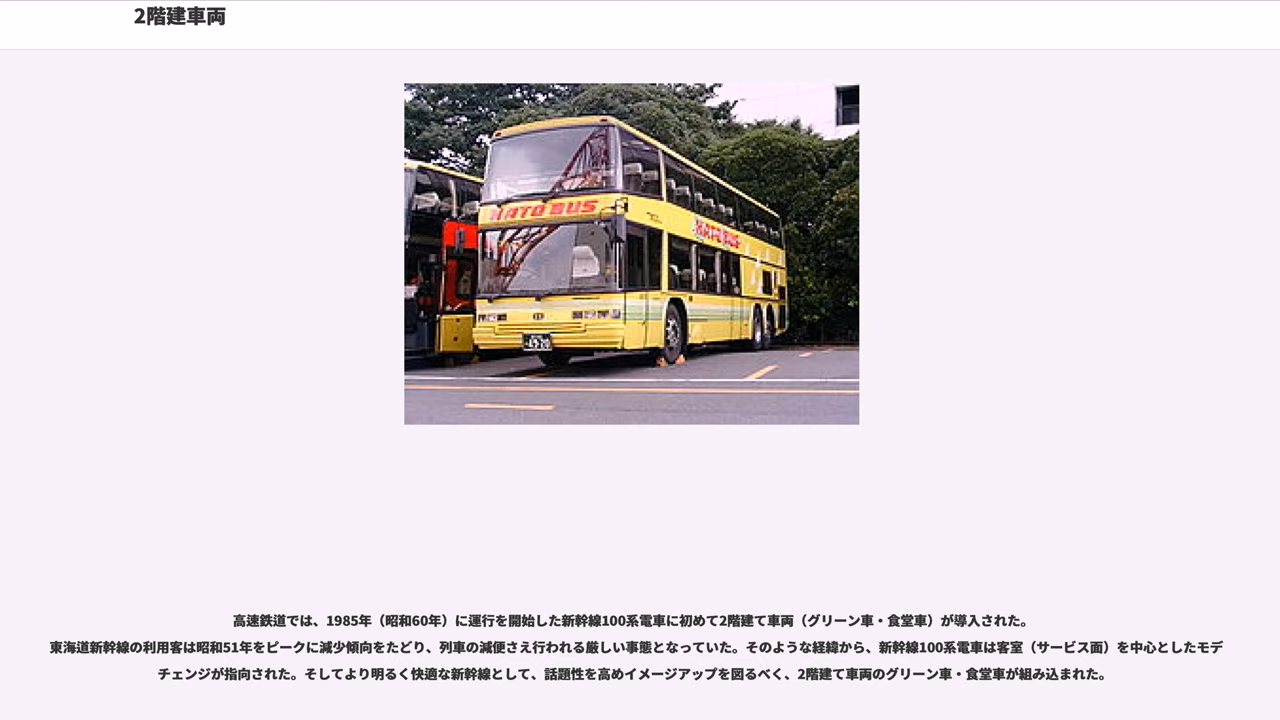 2階建車両
HATO BUS
HATO BUS
高速鉄道では、1985年（昭和60年）に運行を開始した新幹線100系電車に初めて2階建て車両（グリーン車・食堂車）が導入された。
東海道新幹線の利用客は昭和51年をピークに減少傾向をたどり、列車の減便さえ行われる厳しい事態となっていた。そのような経緯から、新幹線100系電車は客室（サービス面）を中心としたモデ
チェンジが指向された。そしてより明るく快適な新幹線として、話題性を高めイメージアップを図るべく、2階建て車両のグリーン車・食堂車が組み込まれた。